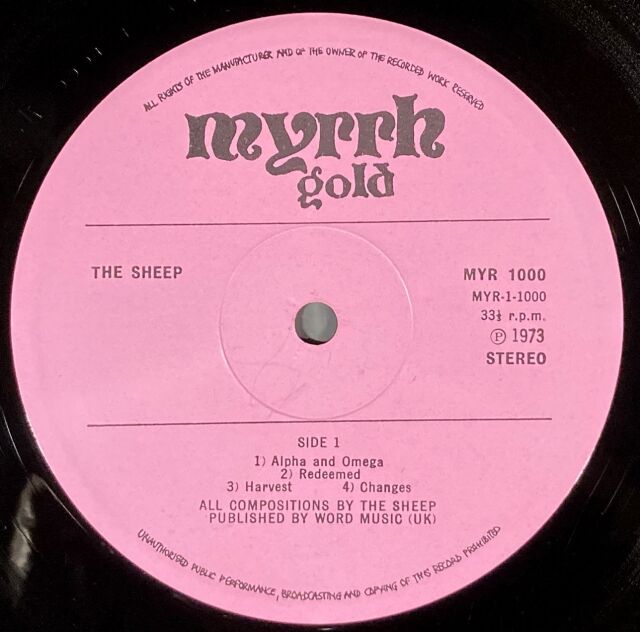 ALL RIGHTS OF THE MANUFACTURER AND OF THE OWNER OF THE RECORDED WORK RESERVED
myrrh
gold
THE SHEEP
MYR 1000
MYR-1-1000
33⅓ r.p.m.
℗ 1973
STEREO
SIDE 1
1) Alpha and Omega
2) Redeemed
3) Harvest 4) Changes
ALL COMPOSITIONS BY THE SHEEP
PUBLISHED BY WORD MUSIC (UK)
UNAUTHORISED PUBLIC PERFORMANCE, BROADCASTING AND COPYING OF THIS RECORD PROHIBITED